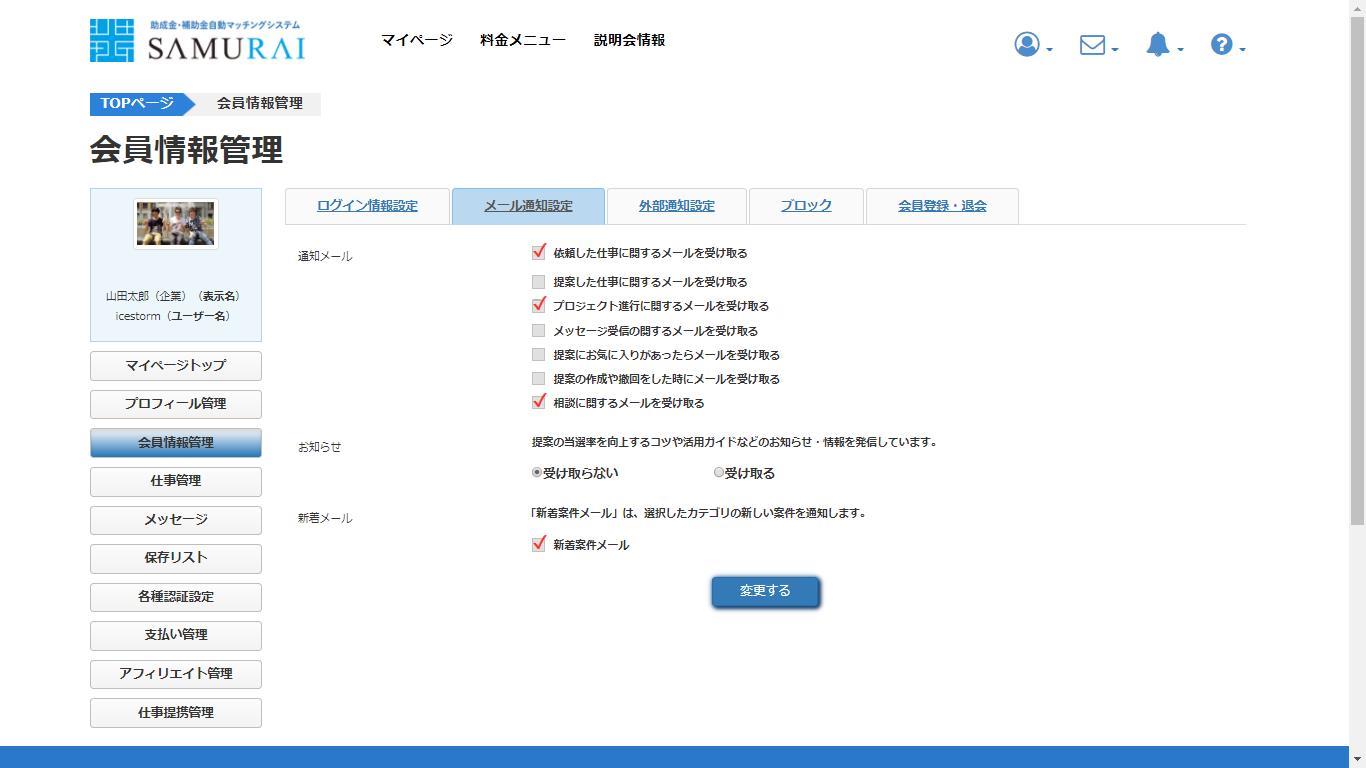 助成金・補助金自動マッチングシステム
SAMURAI
マイページ 料金メニュー 説明会情報
TOPページ 会員情報管理
会員情報管理
山田太郎（企業）（表示名）
icestorm（ユーザー名）
マイページトップ
プロフィール管理
会員情報管理
仕事管理
メッセージ
保存リスト
各種認証設定
支払い管理
アフィリエイト管理
仕事提携管理
ログイン情報設定 メール通知設定 外部通知設定 ブロック 会員登録・退会
通知メール
依頼した仕事に関するメールを受け取る
提案した仕事に関するメールを受け取る
プロジェクト進行に関するメールを受け取る
メッセージ受信の関するメールを受け取る
提案にお気に入りがあったらメールを受け取る
提案の作成や撤回をした時にメールを受け取る
相談に関するメールを受け取る
お知らせ
提案の当選率を向上するコツや活用ガイドなどのお知らせ・情報を発信しています。
受け取らない 受け取る
新着メール
「新着案件メール」は、選択したカテゴリの新しい案件を通知します。
新着案件メール
変更する